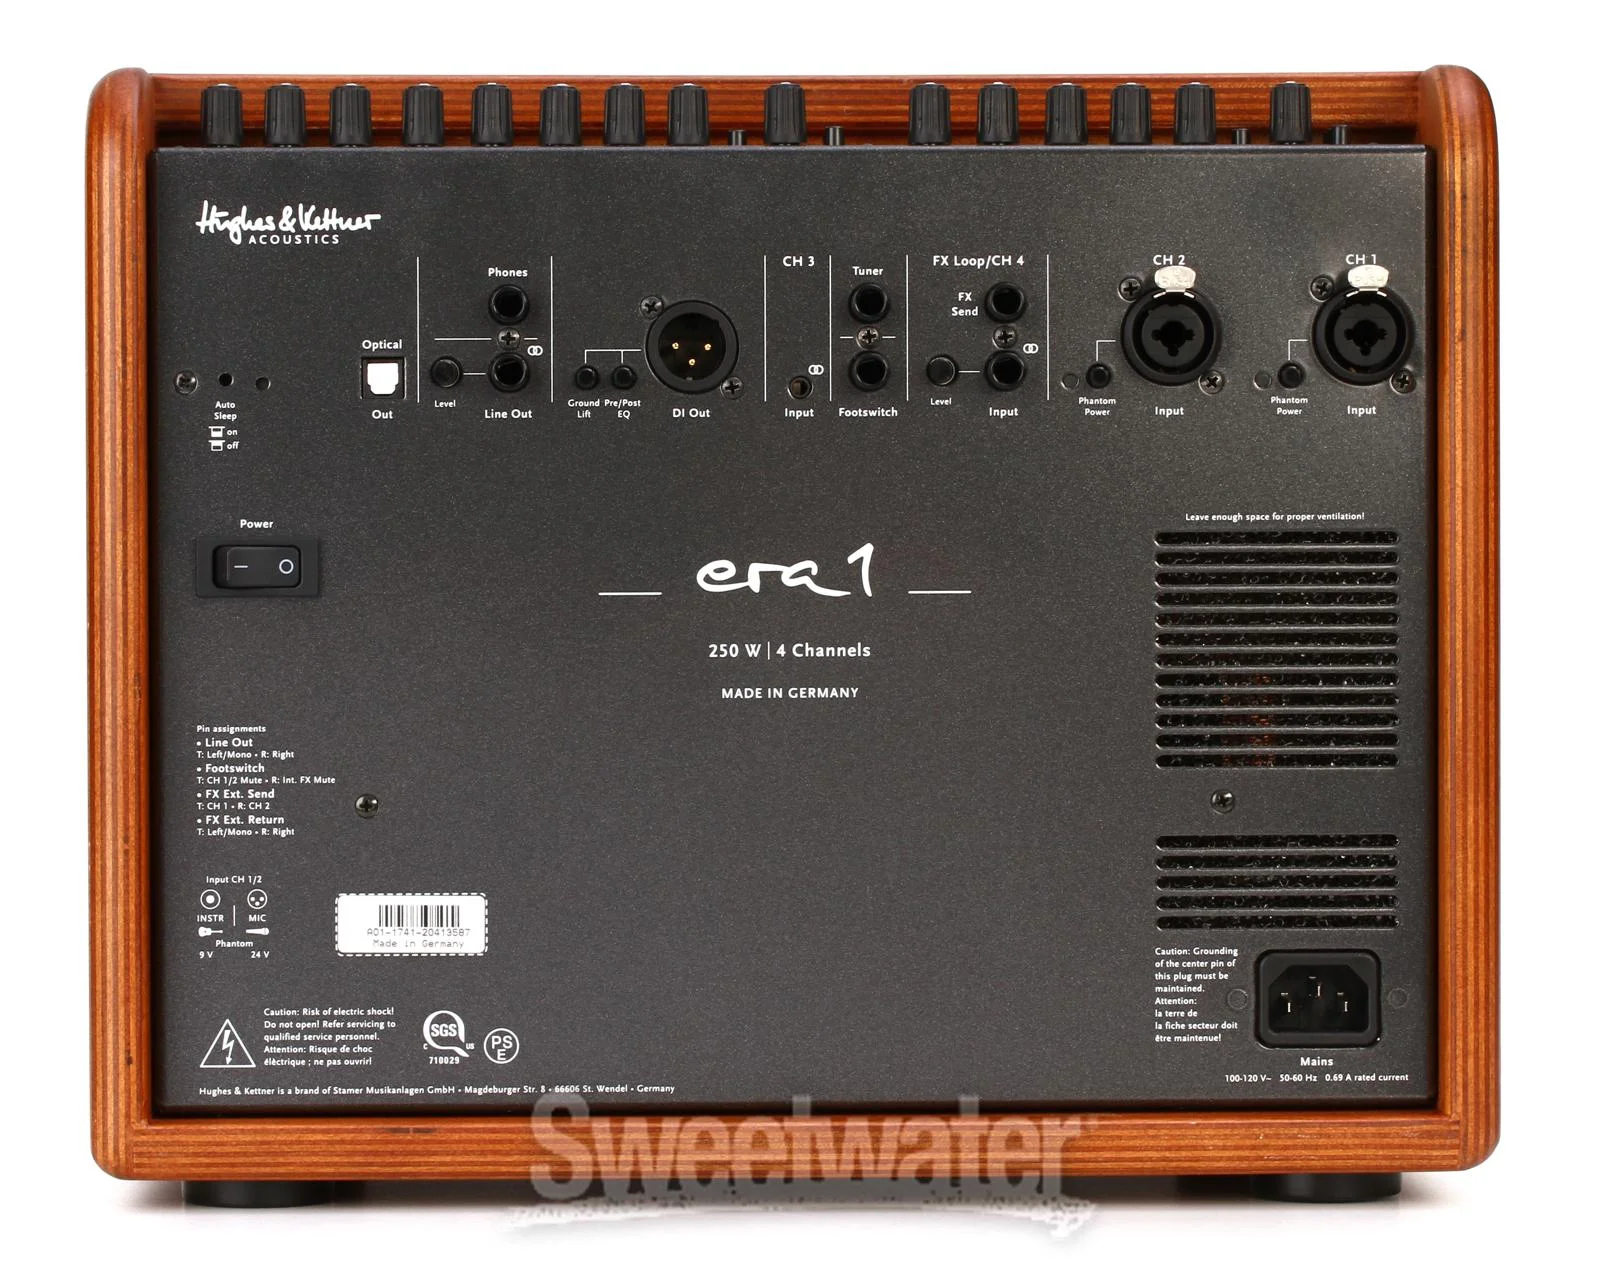 Hughes & Kettner
ACOUSTICS
Optical
Out
Auto
Sleep
on
off
Phones
Level
Line Out
Ground
Lift
Pre/Post
EQ
DI Out
CH 3
Input
Tuner
Footswitch
FX Loop/CH 4
FX
Send
Level
Input
CH 2
Phantom
Power
Input
CH 1
Phantom
Power
Input
Power
era 1
250 W | 4 Channels
MADE IN GERMANY
Leave enough space for proper ventilation!
Pin assignments
• Line Out
T: Left/Mono • R: Right
• Footswitch
T: CH 1/2 Mute • R: Int. FX Mute
• FX Ext. Send
T: CH 1 • R: CH 2
• FX Ext. Return
T: Left/Mono • R: Right
Input CH 1/2
INSTR | MIC
Phantom
9 V 24 V
A01-1741-20413587
Made in Germany
Caution: Risk of electric shock!
Do not open! Refer servicing to
qualified service personnel.
Attention: Risque de choc
élèctrique ; ne pas ouvrir!
SGS
C US
710029
PS
E
Hughes & Kettner is a brand of Stamer Musikanlagen GmbH • Magdeburger Str. 8 • 66606 St. Wendel • Germany
Caution: Grounding
of the center pin of
this plug must be
maintained.
Attention:
la terre de
la fiche secteur doit
être maintenue!
Mains
100-120 V~ 50-60 Hz 0.69 A rated current
Sweetwater